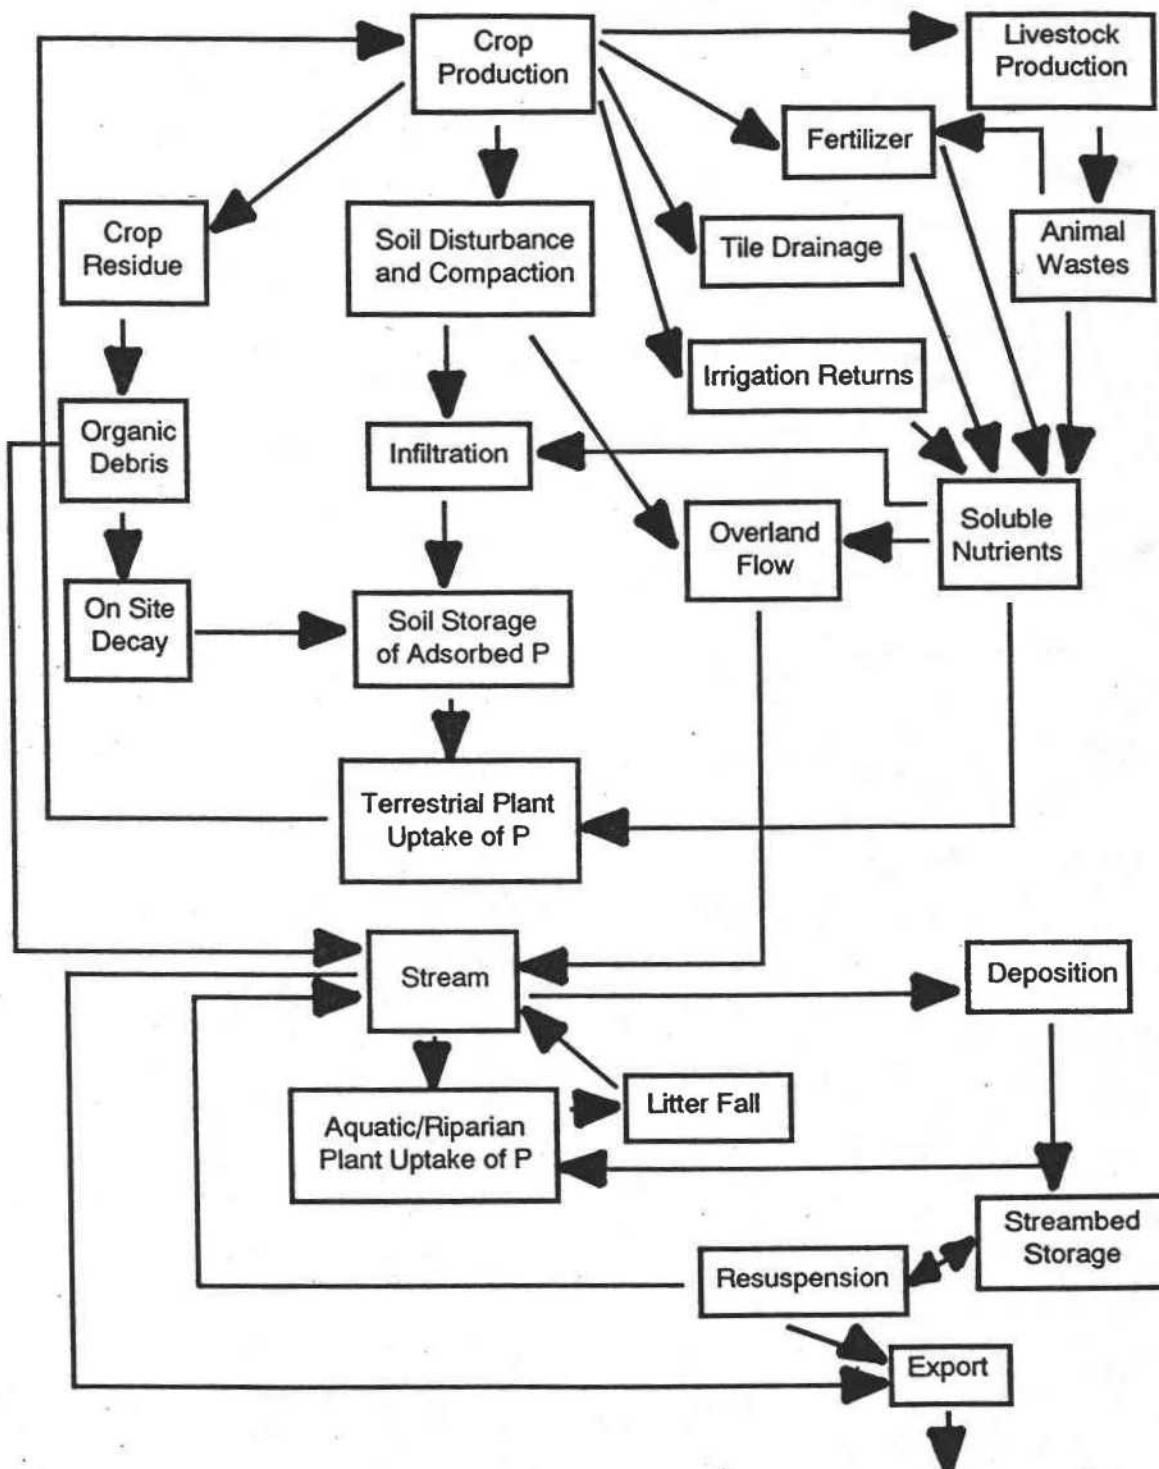 Crop
Production
Livestock
Production
Fertilizer
Crop
Residue
Soil Disturbance
and Compaction
Tile Drainage
Animal
Wastes
Irrigation Returns
Organic
Debris
Infiltration
Overland
Flow
Soluble
Nutrients
On Site
Decay
Soil Storage
of Adsorbed P
Terrestrial Plant
Uptake of P
Stream
Deposition
Litter Fall
Aquatic/Riparian
Plant Uptake of P
Streambed
Storage
Resuspension
Export